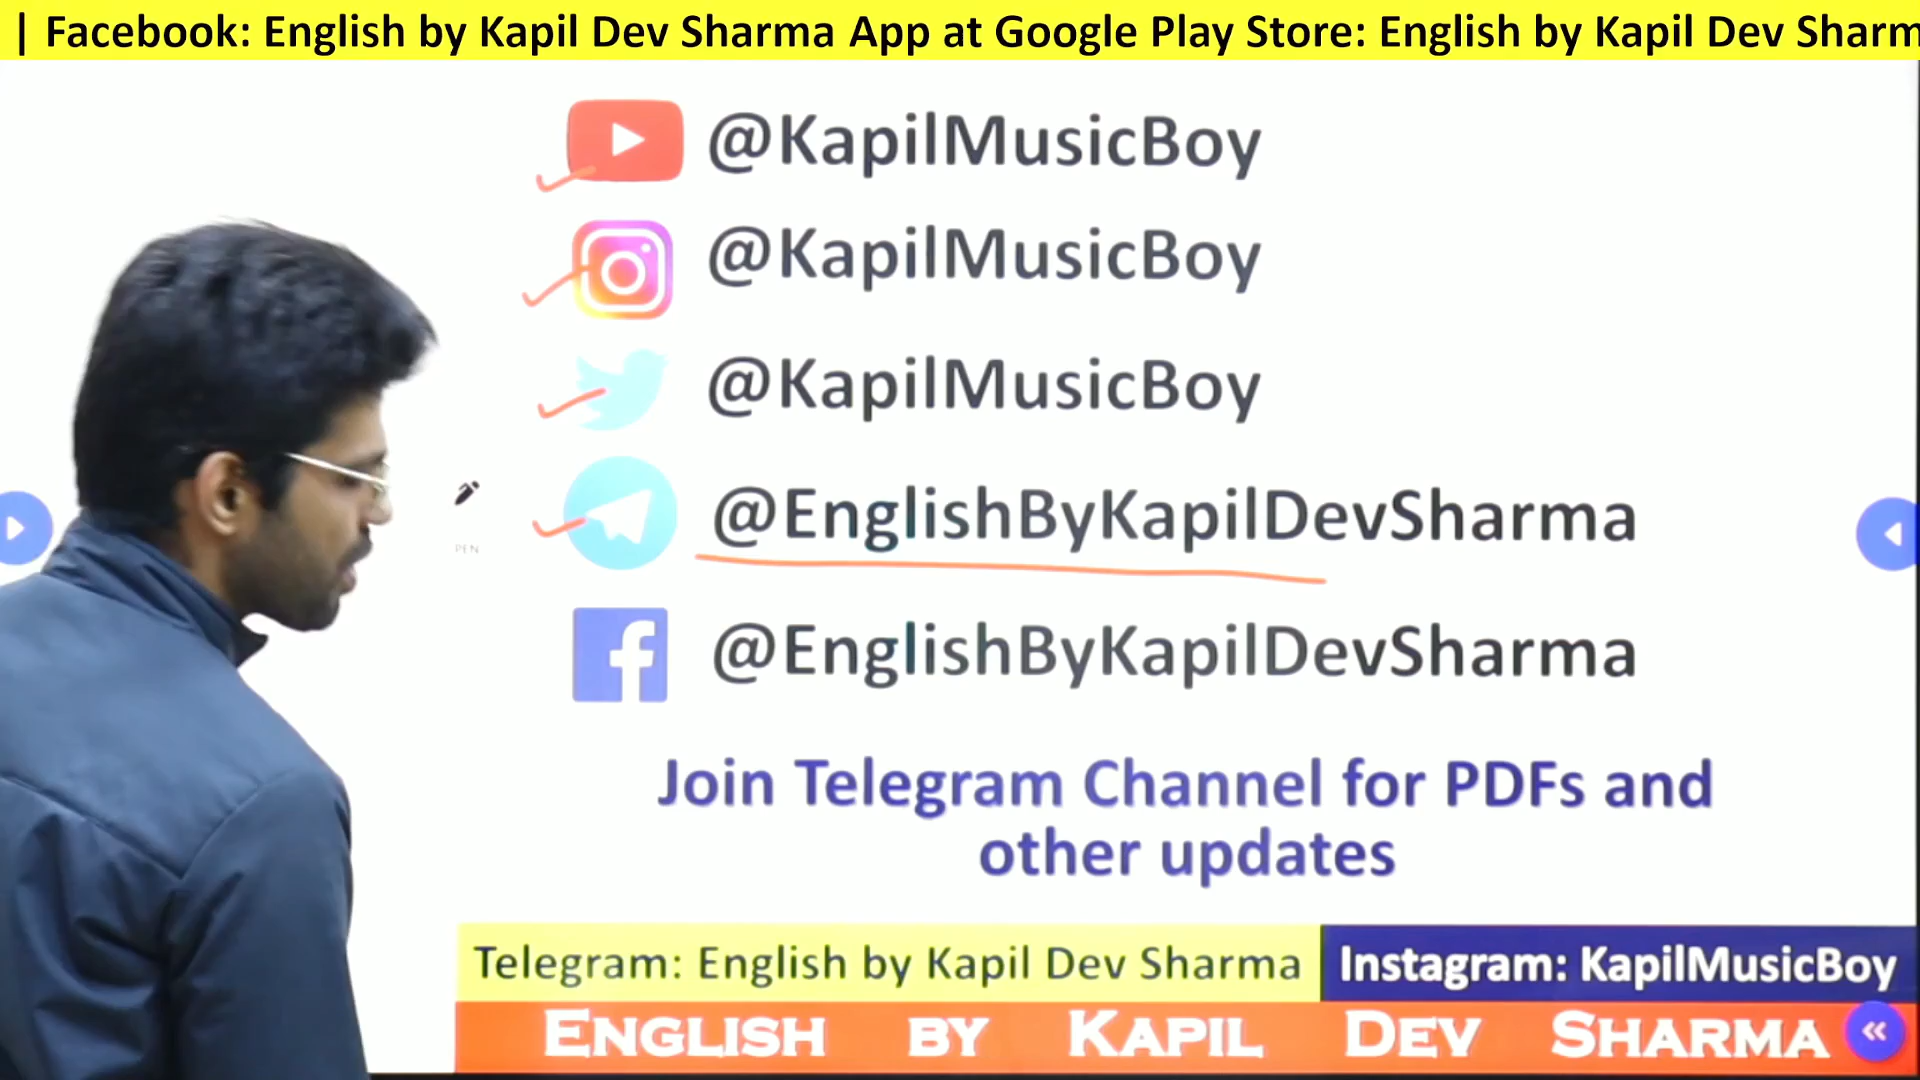 | Facebook: English by Kapil Dev Sharma App at Google Play Store: English by Kapil Dev Sharm
@KapilMusicBoy
@KapilMusicBoy
@KapilMusicBoy
@EnglishByKapilDevSharma
PEN
@EnglishByKapilDevSharma
Join Telegram Channel for PDFs and
other updates
Telegram: English by Kapil Dev Sharma
Instagram: KapilMusicBoy
ENGLISH BY KAPIL DEV SHARMA